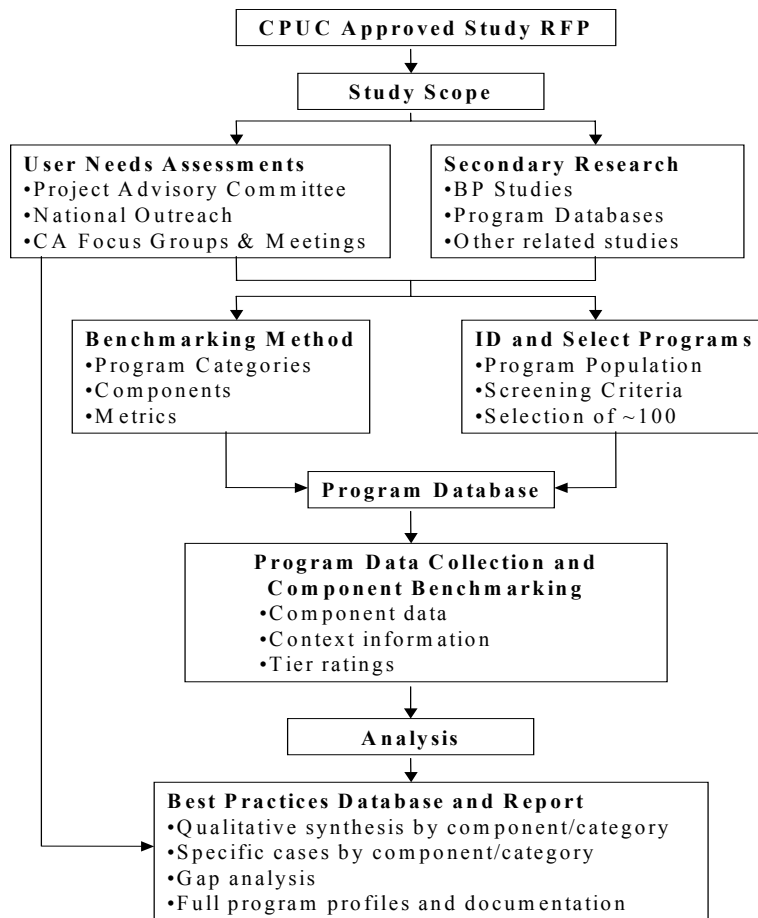 CPUC Approved Study RFP
Study Scope
User Needs Assessments
•Project Advisory Committee
•National Outreach
•CA Focus Groups & Meetings
Secondary Research
•BP Studies
•Program Databases
•Other related studies
Benchmarking Method
•Program Categories
•Components
•Metrics
ID and Select Programs
•Program Population
•Screening Criteria
•Selection of ~100
Program Database
Program Data Collection and
Component Benchmarking
•Component data
•Context information
•Tier ratings
Analysis
Best Practices Database and Report
•Qualitative synthesis by component/category
•Specific cases by component/category
•Gap analysis
•Full program profiles and documentation